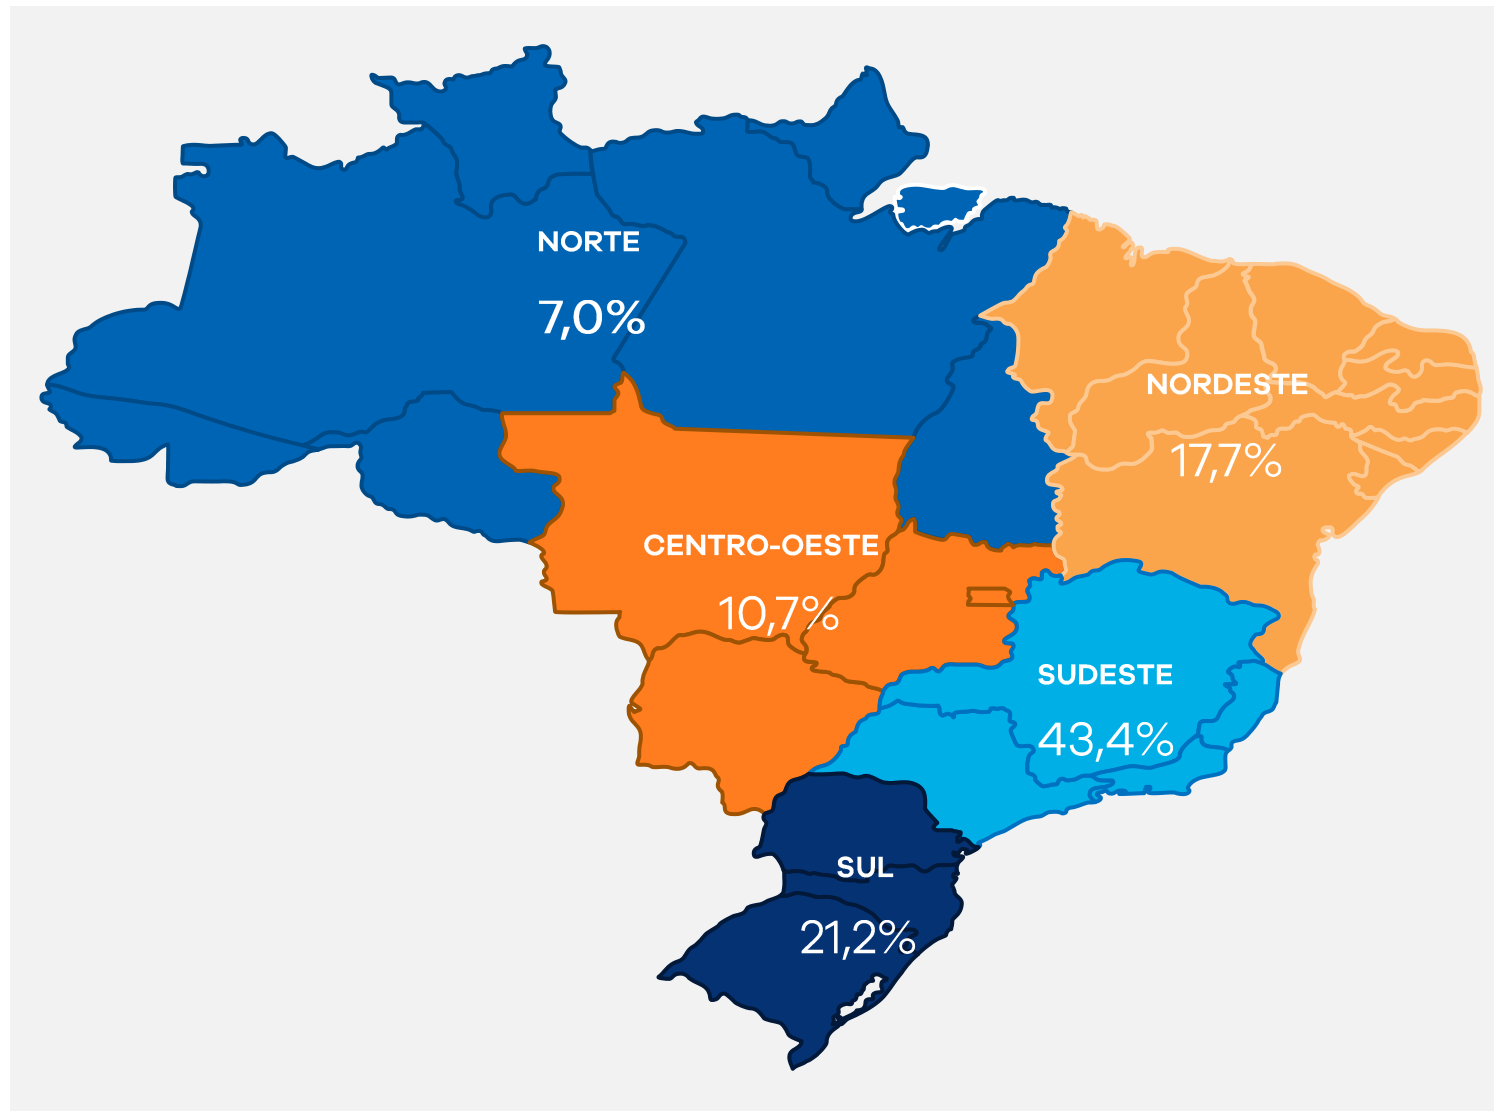 NORTE
7,0%
NORDESTE
17,7%
CENTRO-OESTE
10,7%
SUDESTE
43,4%
SUL
21,2%